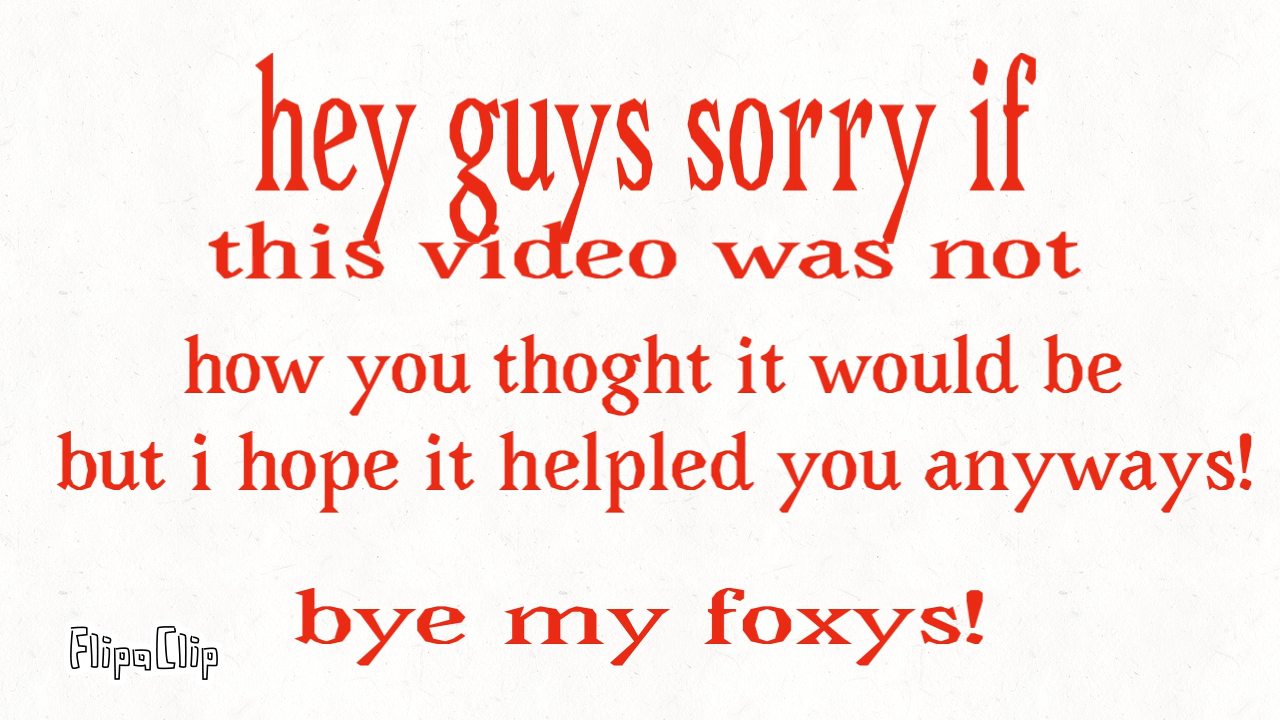 hey guys sorry if
this video was not
how you thoght it would be
but i hope it helpled you anyways!
bye my foxys!
FlipaClip